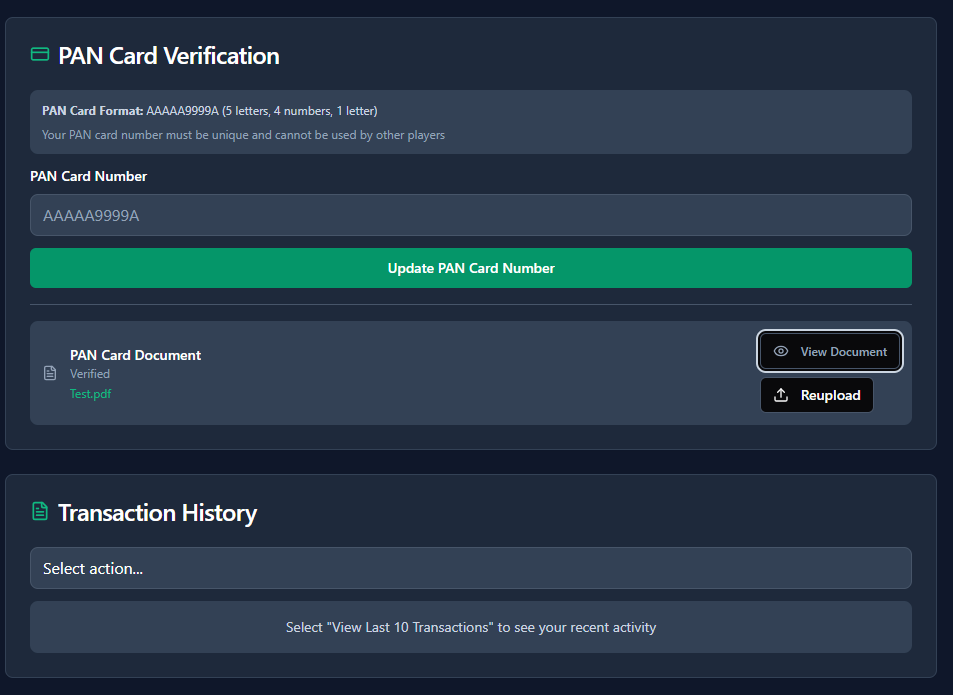 PAN Card Verification
PAN Card Format: AAAAA9999A (5 letters, 4 numbers, 1 letter)
Your PAN card number must be unique and cannot be used by other players
PAN Card Number
AAAAA9999A
Update PAN Card Number
PAN Card Document
Verified
Test.pdf
View Document
Reupload
Transaction History
Select action...
Select "View Last 10 Transactions" to see your recent activity